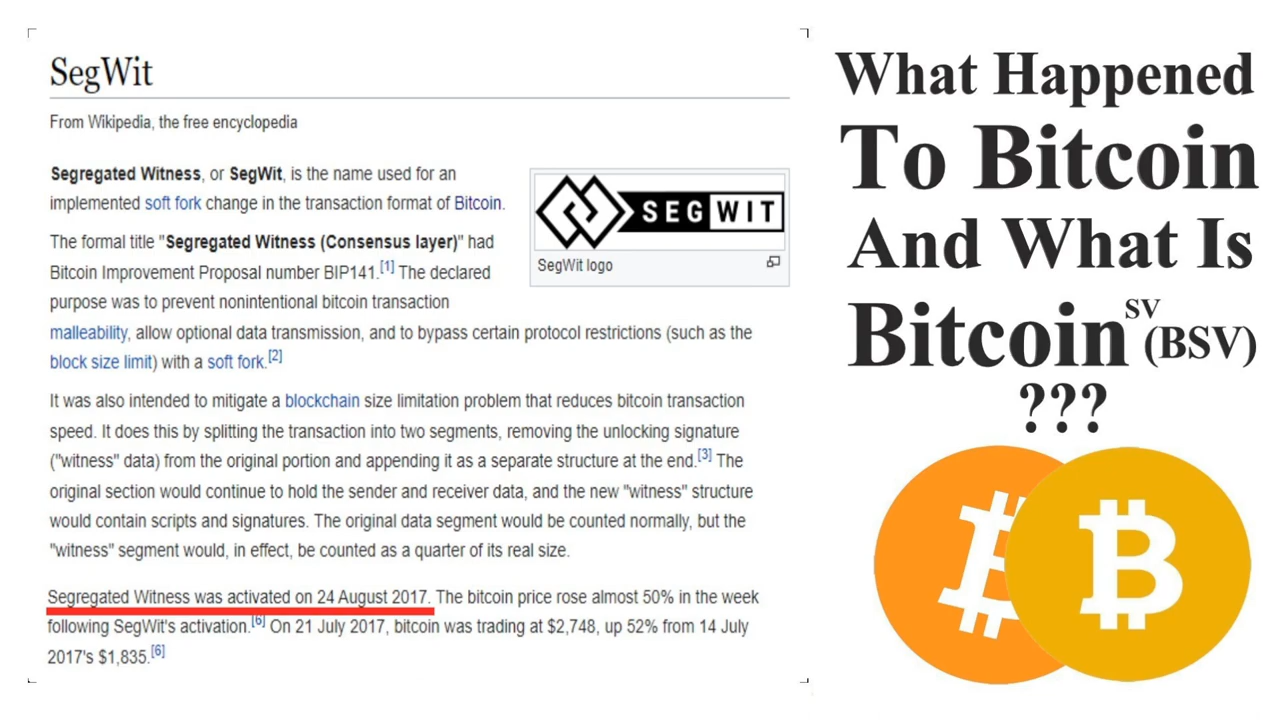 SegWit
From Wikipedia, the free encyclopedia
Segregated Witness, or SegWit, is the name used for an
implemented soft fork change in the transaction format of Bitcoin.
The formal title "Segregated Witness (Consensus layer)" had
Bitcoin Improvement Proposal number BIP141.[1] The declared
purpose was to prevent nonintentional bitcoin transaction
malleability, allow optional data transmission, and to bypass certain protocol restrictions (such as the
block size limit) with a soft fork.[2]
SEGWIT
SegWit logo
It was also intended to mitigate a blockchain size limitation problem that reduces bitcoin transaction
speed. It does this by splitting the transaction into two segments, removing the unlocking signature
("witness" data) from the original portion and appending it as a separate structure at the end.[3] The
original section would continue to hold the sender and receiver data, and the new "witness" structure
would contain scripts and signatures. The original data segment would be counted normally, but the
"witness" segment would, in effect, be counted as a quarter of its real size.
Segregated Witness was activated on 24 August 2017. The bitcoin price rose almost 50% in the week
following SegWit's activation.[6] On 21 July 2017, bitcoin was trading at $2,748, up 52% from 14 July
2017's $1,835.[6]
What Happened
To Bitcoin
And What Is
Bitcoin SV (BSV)
???